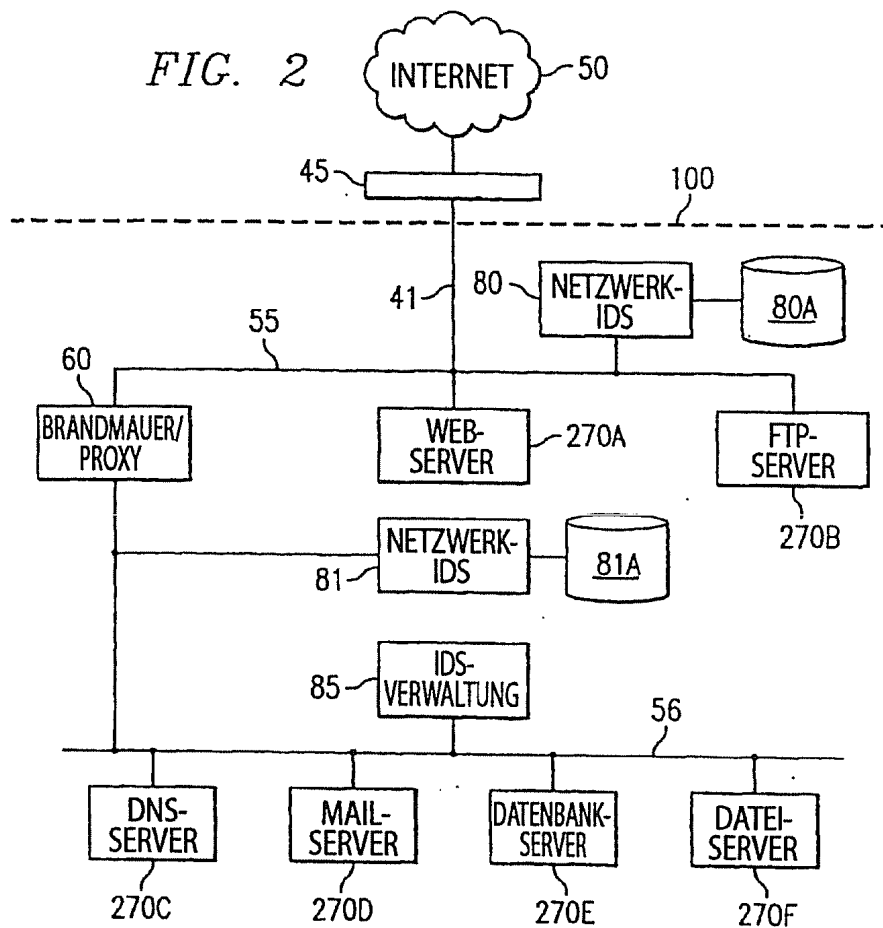 FIG. 2
INTERNET
50
45
100
41
80
NETZWERK-
IDS
80A
55
60
BRANDMAUER/
PROXY
WEB-
SERVER
270A
FTP-
SERVER
270B
NETZWERK-
IDS
81
81A
IDS-
VERWALTUNG
85
56
DNS-
SERVER
MAIL-
SERVER
DATENBANK-
SERVER
DATEI-
SERVER
270C
270D
270E
270F